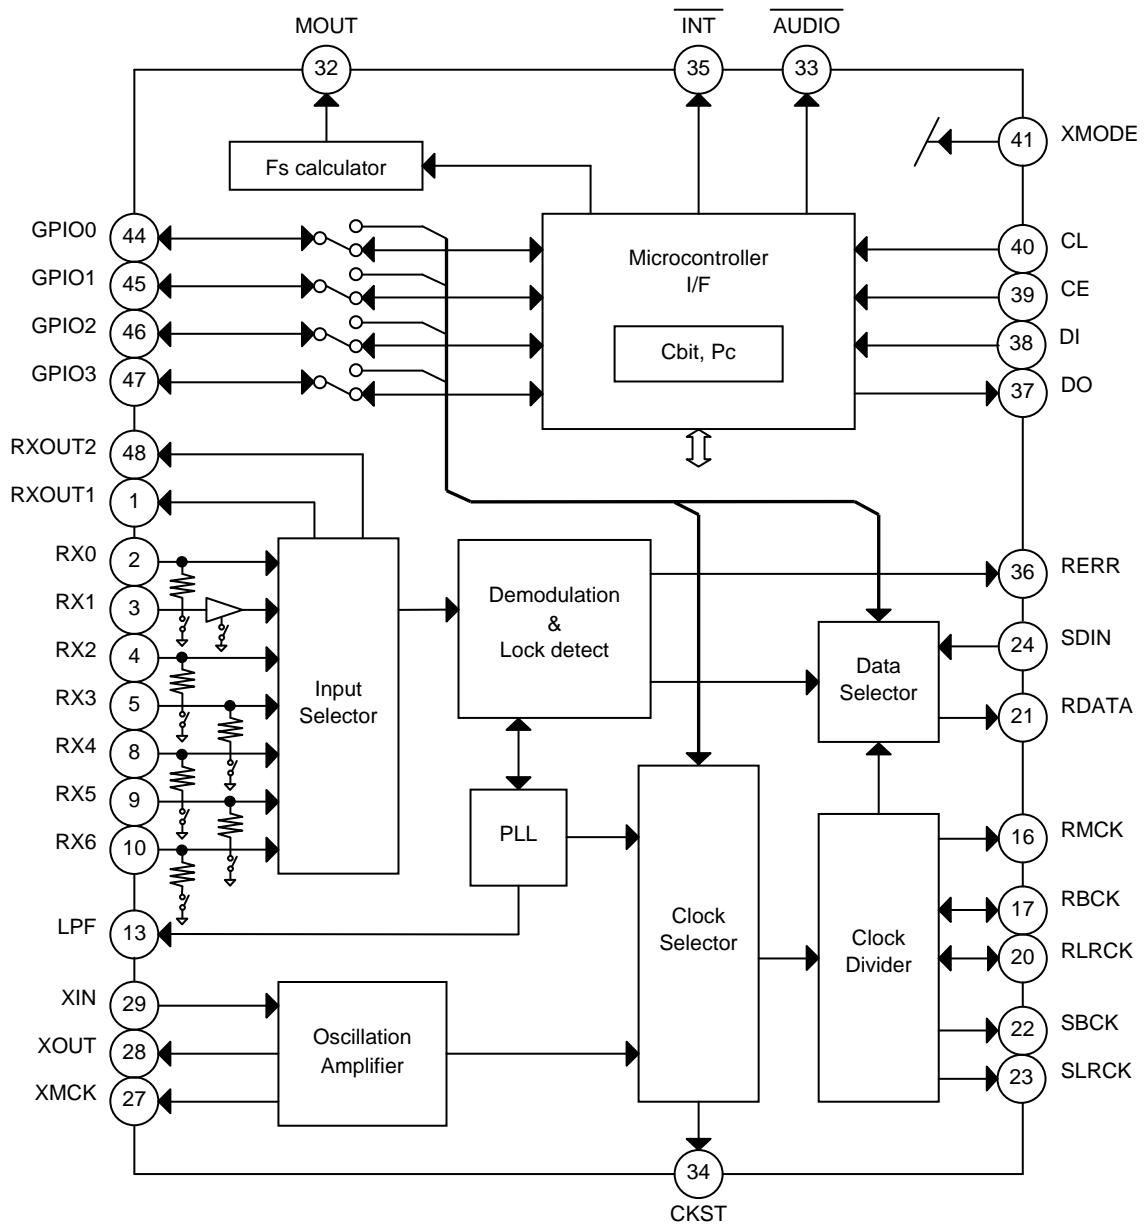 MOUT
INT
AUDIO
32
35
33
41
XMODE
Fs calculator
GPIO0
44
GPIO1
45
GPIO2
46
GPIO3
47
Microcontroller
I/F
Cbit, Pc
40
CL
39
CE
38
DI
37
DO
RXOUT2
48
RXOUT1
1
RX0
2
RX1
3
RX2
4
RX3
5
RX4
8
RX5
9
RX6
10
Input
Selector
Demodulation
&
Lock detect
36
RERR
24
SDIN
Data
Selector
21
RDATA
PLL
LPF
13
Clock
Selector
Clock
Divider
16
RMCK
17
RBCK
20
RLRCK
22
SBCK
23
SLRCK
XIN
29
XOUT
28
XMCK
27
Oscillation
Amplifier
34
CKST